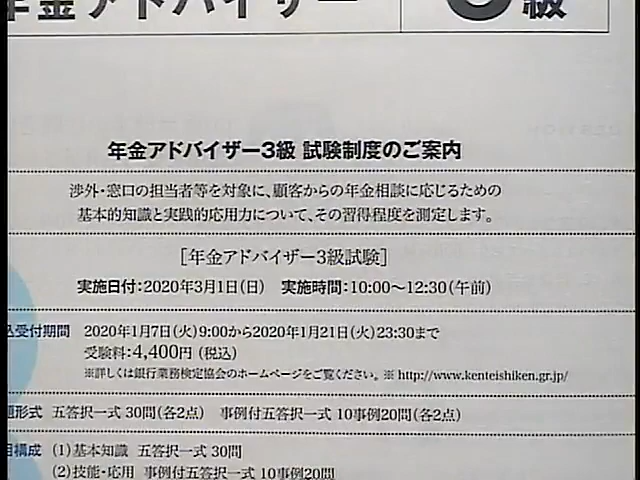 年金アドバイザー 3級
年金アドバイザー3級 試験制度のご案内
渉外・窓口の担当者等を対象に、顧客からの年金相談に応じるための
基本的知識と実践的応用力について、その習得程度を測定します。
[年金アドバイザー3級試験]
実施日付:2020年3月1日(日) 実施時間:10:00〜12:30(午前)
込受付期間 2020年1月7日(火)9:00から2020年1月21日(火)23:30まで
受験料:4,400円(税込)
※詳しくは銀行業務検定協会のホームページをご覧ください。※ http://www.kenteishiken.gr.jp/
題形式 五答択一式 30問(各2点) 事例付五答択一式 10事例20問(各2点)
目構成 (1)基本知識 五答択一式 30問
(2)技能・応用 事例付五答択一式 10事例20問